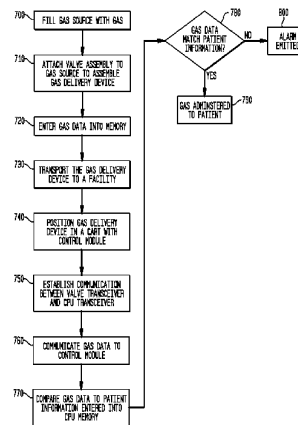 700
FILL GAS SOURCE WITH GAS
710
ATTACH VALVE ASSEMBLY TO
GAS SOURCE TO ASSEMBLE
GAS DELIVERY DEVICE
720
ENTER GAS DATA INTO MEMORY
730
TRANSPORT THE GAS DELIVERY
DEVICE TO A FACILITY
740
POSITION GAS DELIVERY
DEVICE IN A CART WITH
CONTROL MODULE
750
ESTABLISH COMMUNICATION
BETWEEN VALVE TRANSCEIVER
AND CPU TRANSCEIVER
760
COMMUNICATE GAS DATA TO
CONTROL MODULE
770
COMPARE GAS DATA TO PATIENT
INFORMATION ENTERED INTO
CPU MEMORY
780
GAS DATA
MATCH PATIENT
INFORMATION?
NO
800
ALARM
EMITTED
YES
790
GAS ADMINSTERED
TO PATIENT